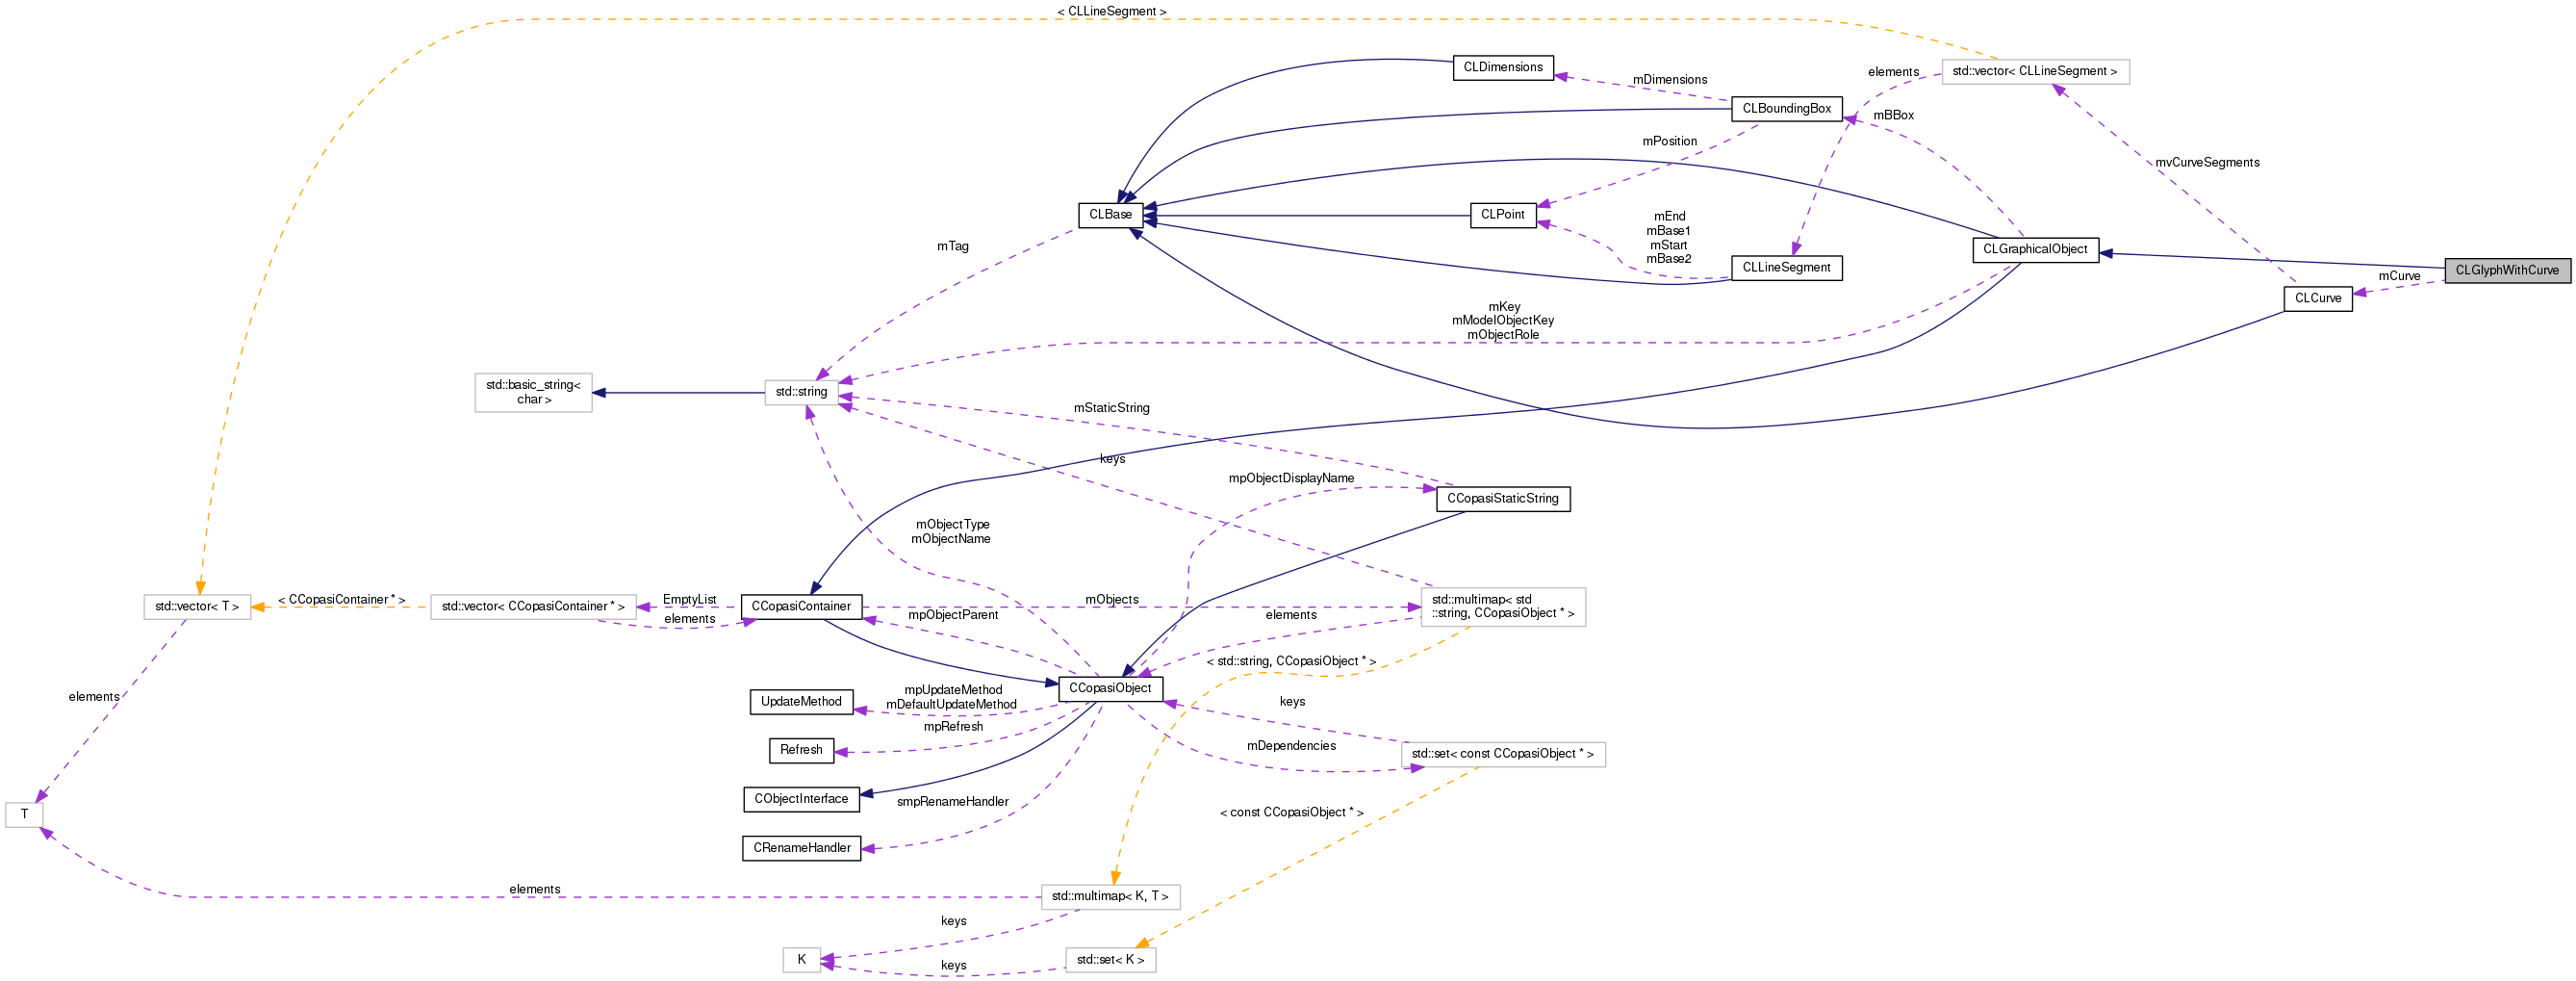 < CLLineSegment >
CLDimensions
elements
std::vector< CLLineSegment >
mDimensions
CLBoundingBox
mBBox
mPosition
mvCurveSegments
CLBase
CLPoint
mEnd
mBase1
mStart
mBase2
mTag
CLGraphicalObject
CLLineSegment
CLGlyphWithCurve
mCurve
CLCurve
mKey
mModelObjectKey
mObjectRole
std::basic_string<
char >
std::string
mStaticString
keys
mpObjectDisplayName
CCopasiStaticString
mObjectType
mObjectName
std::vector< T >
< CCopasiContainer * >
std::vector< CCopasiContainer * >
EmptyList
elements
CCopasiContainer
mObjects
std::multimap< std
::string, CCopasiObject * >
mpObjectParent
elements
< std::string, CCopasiObject * >
CCopasiObject
elements
UpdateMethod
mpUpdateMethod
mDefaultUpdateMethod
keys
Refresh
mpRefresh
mDependencies
std::set< const CCopasiObject * >
CObjectInterface
smpRenameHandler
< const CCopasiObject * >
T
CRenameHandler
elements
std::multimap< K, T >
keys
K
keys
std::set< K >